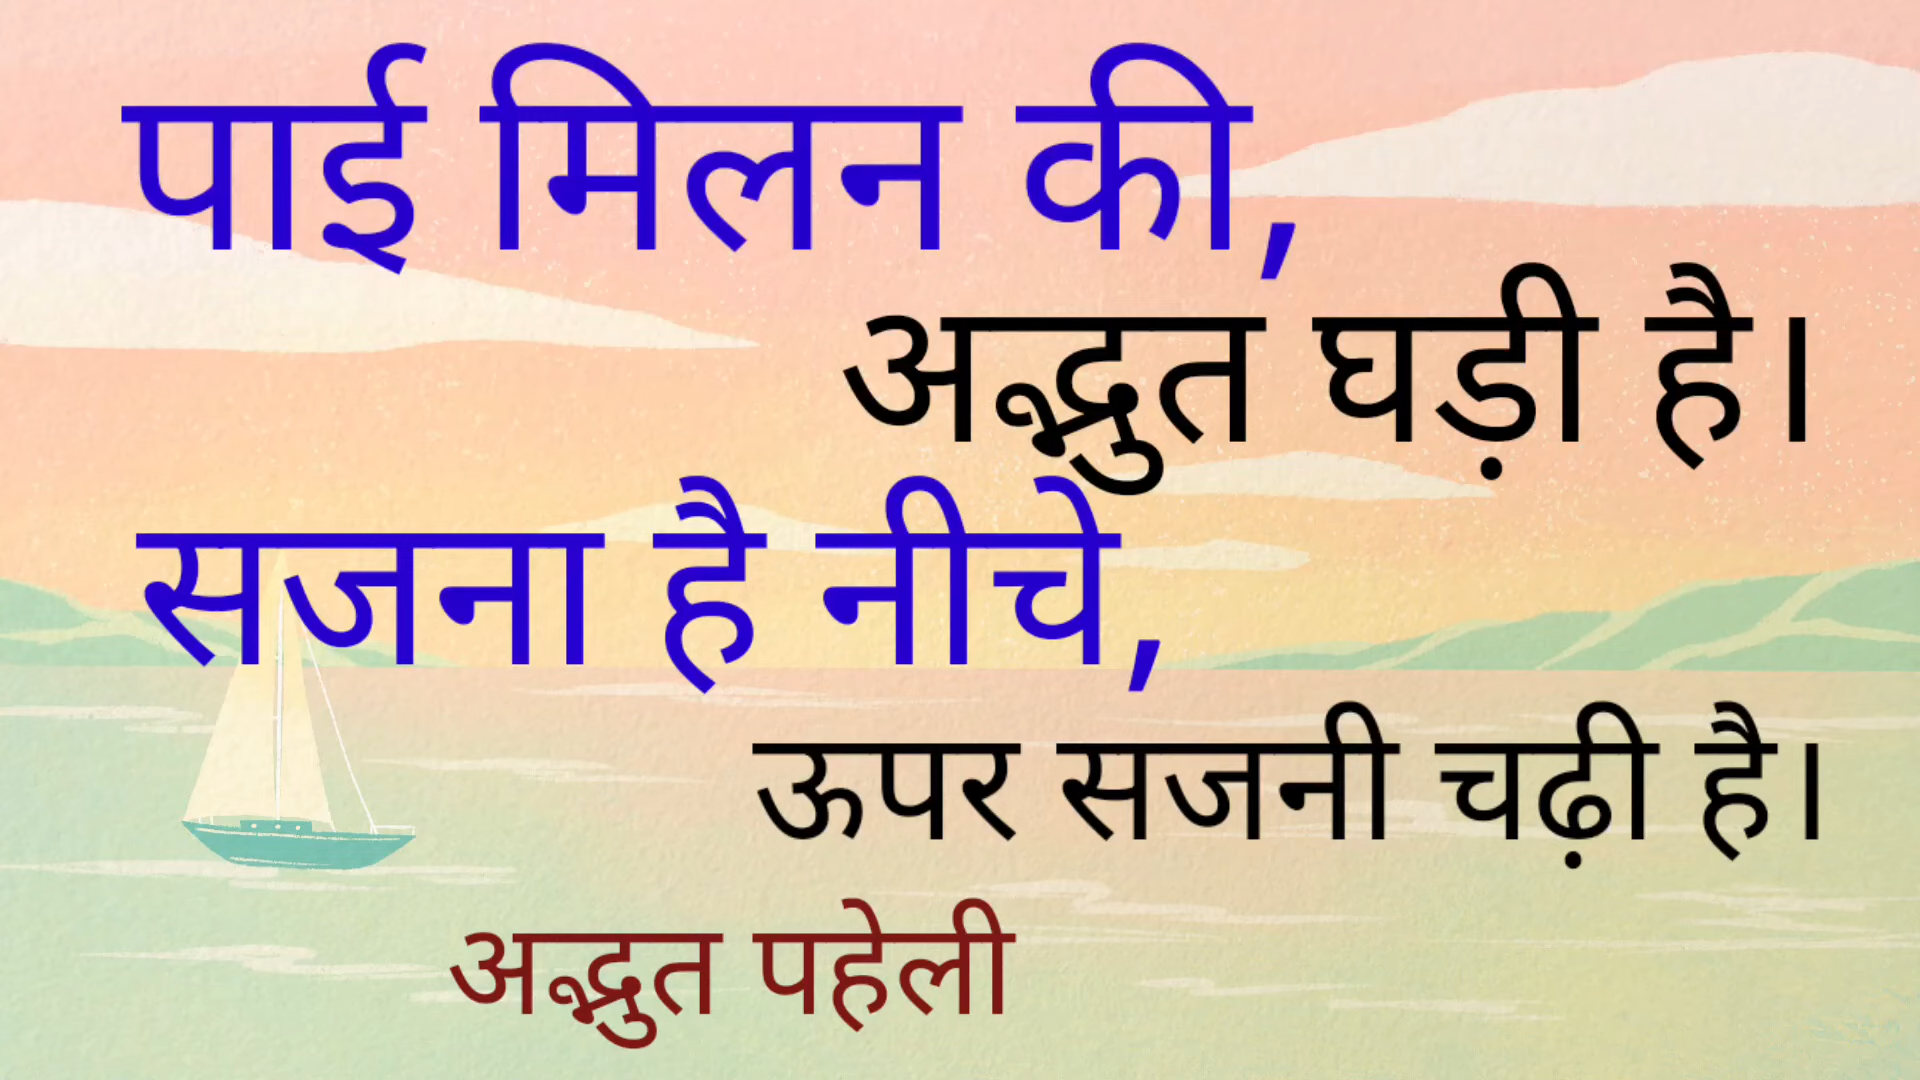 पाई मिलन की,
अद्भुत घड़ी है।
सजना है नीचे,
ऊपर सजनी चढ़ी है।
अद्भुत पहेली